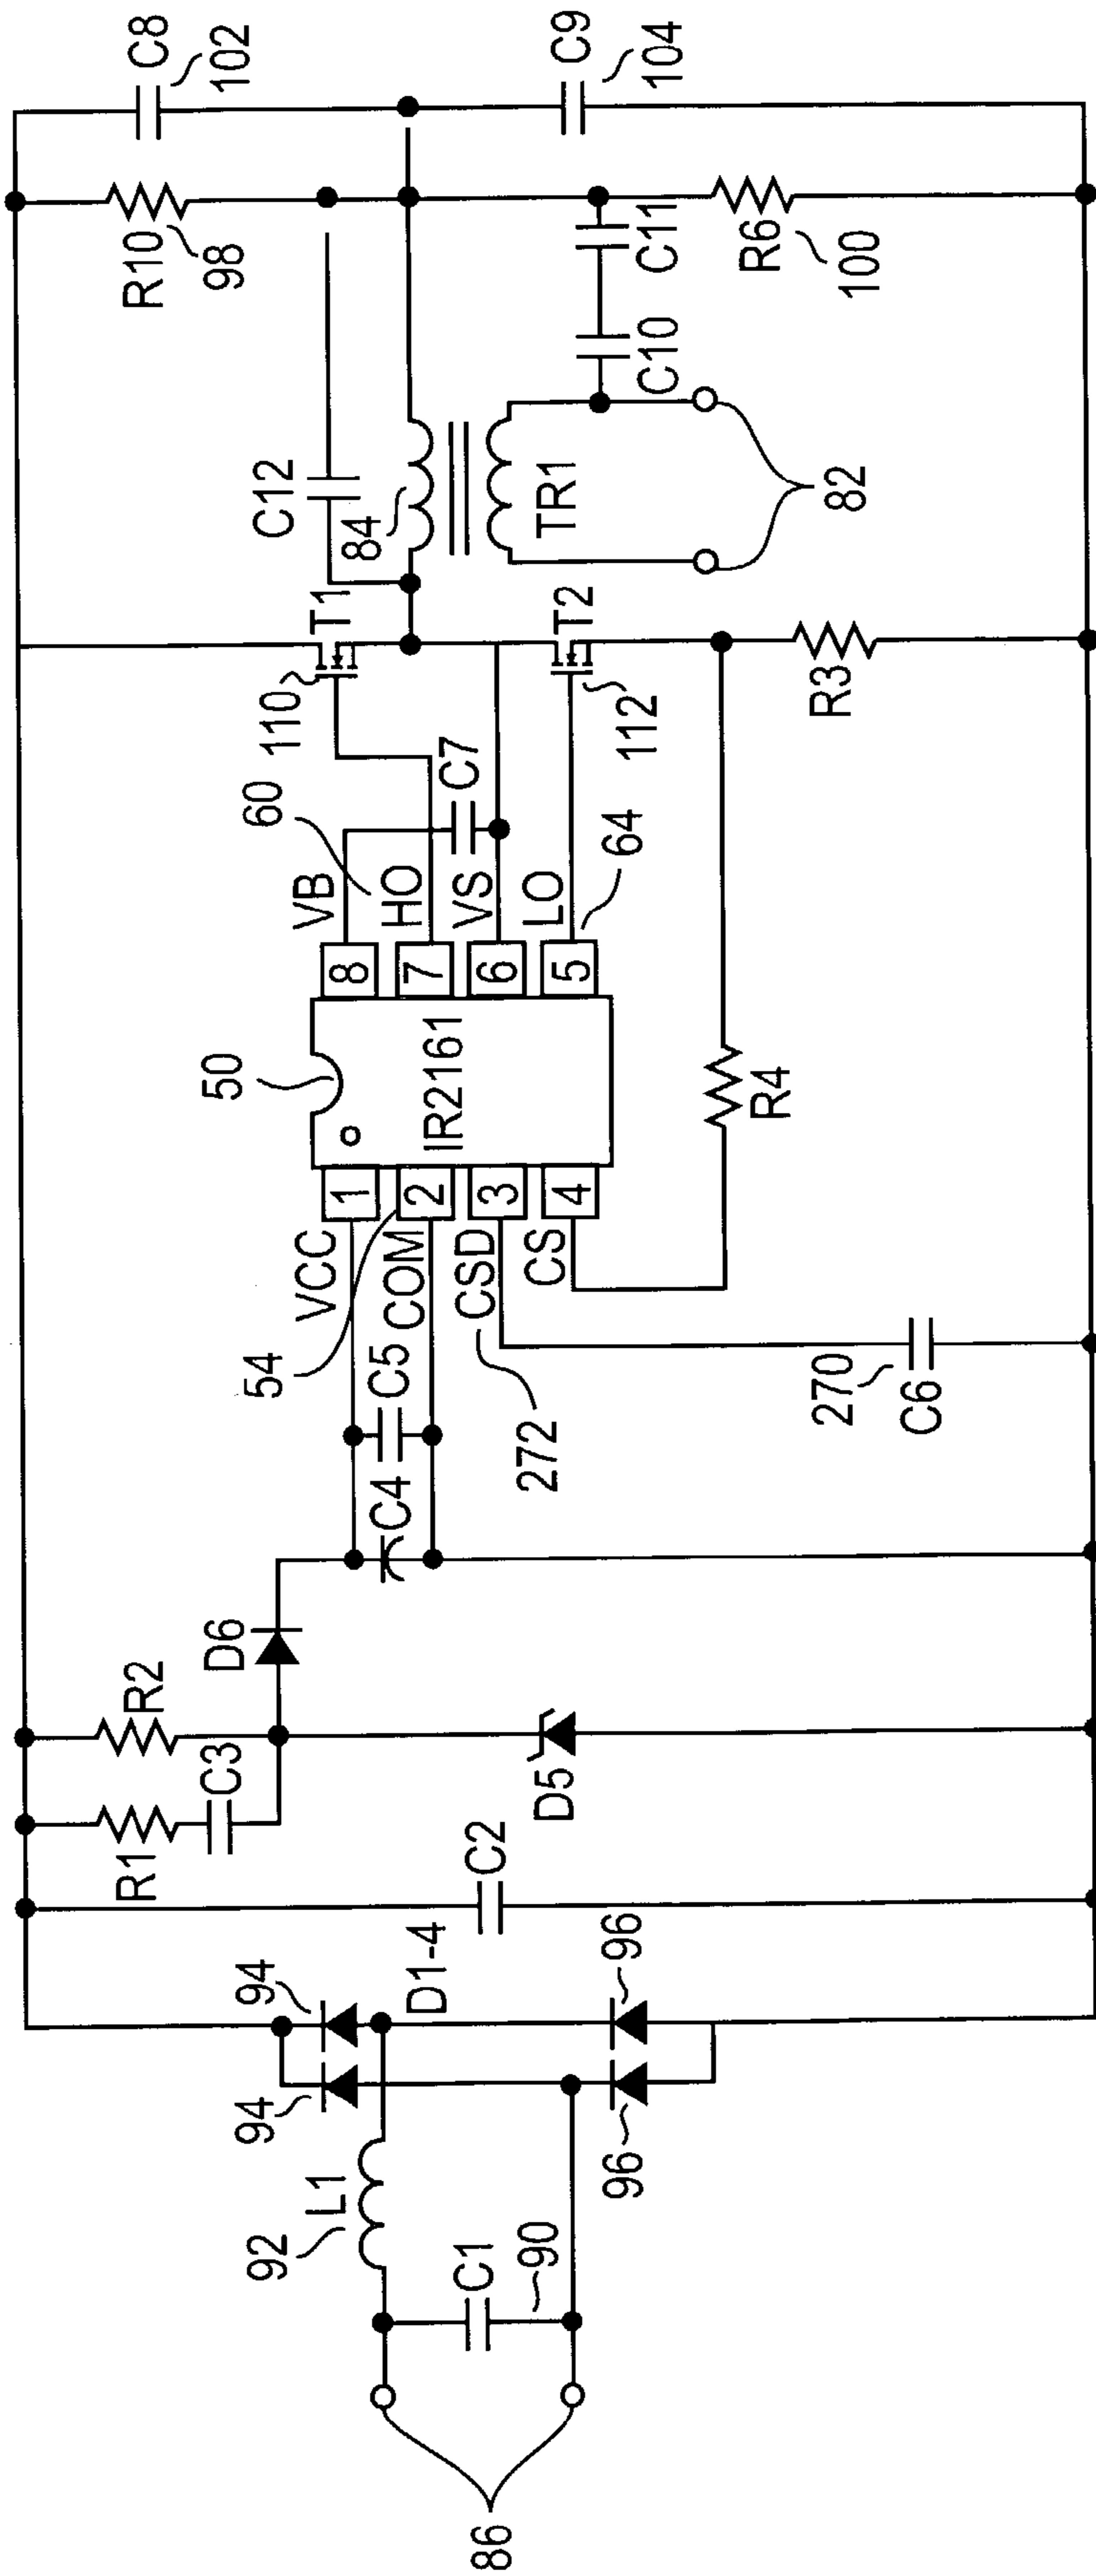 86
92
L1
C1
90
94
94
D1-4
96
96
C2
R1
C3
R2
D6
D5
C4
C5
54
272
270
C6
VCC
COM
CSD
CS
1
2
3
4
50
IR2161
8
7
6
5
VB
HO
VS
LO
60
C7
64
R4
110
T1
T2
112
R3
C12
84
TR1
82
C10
C11
R10
98
R6
100
C8
102
C9
104